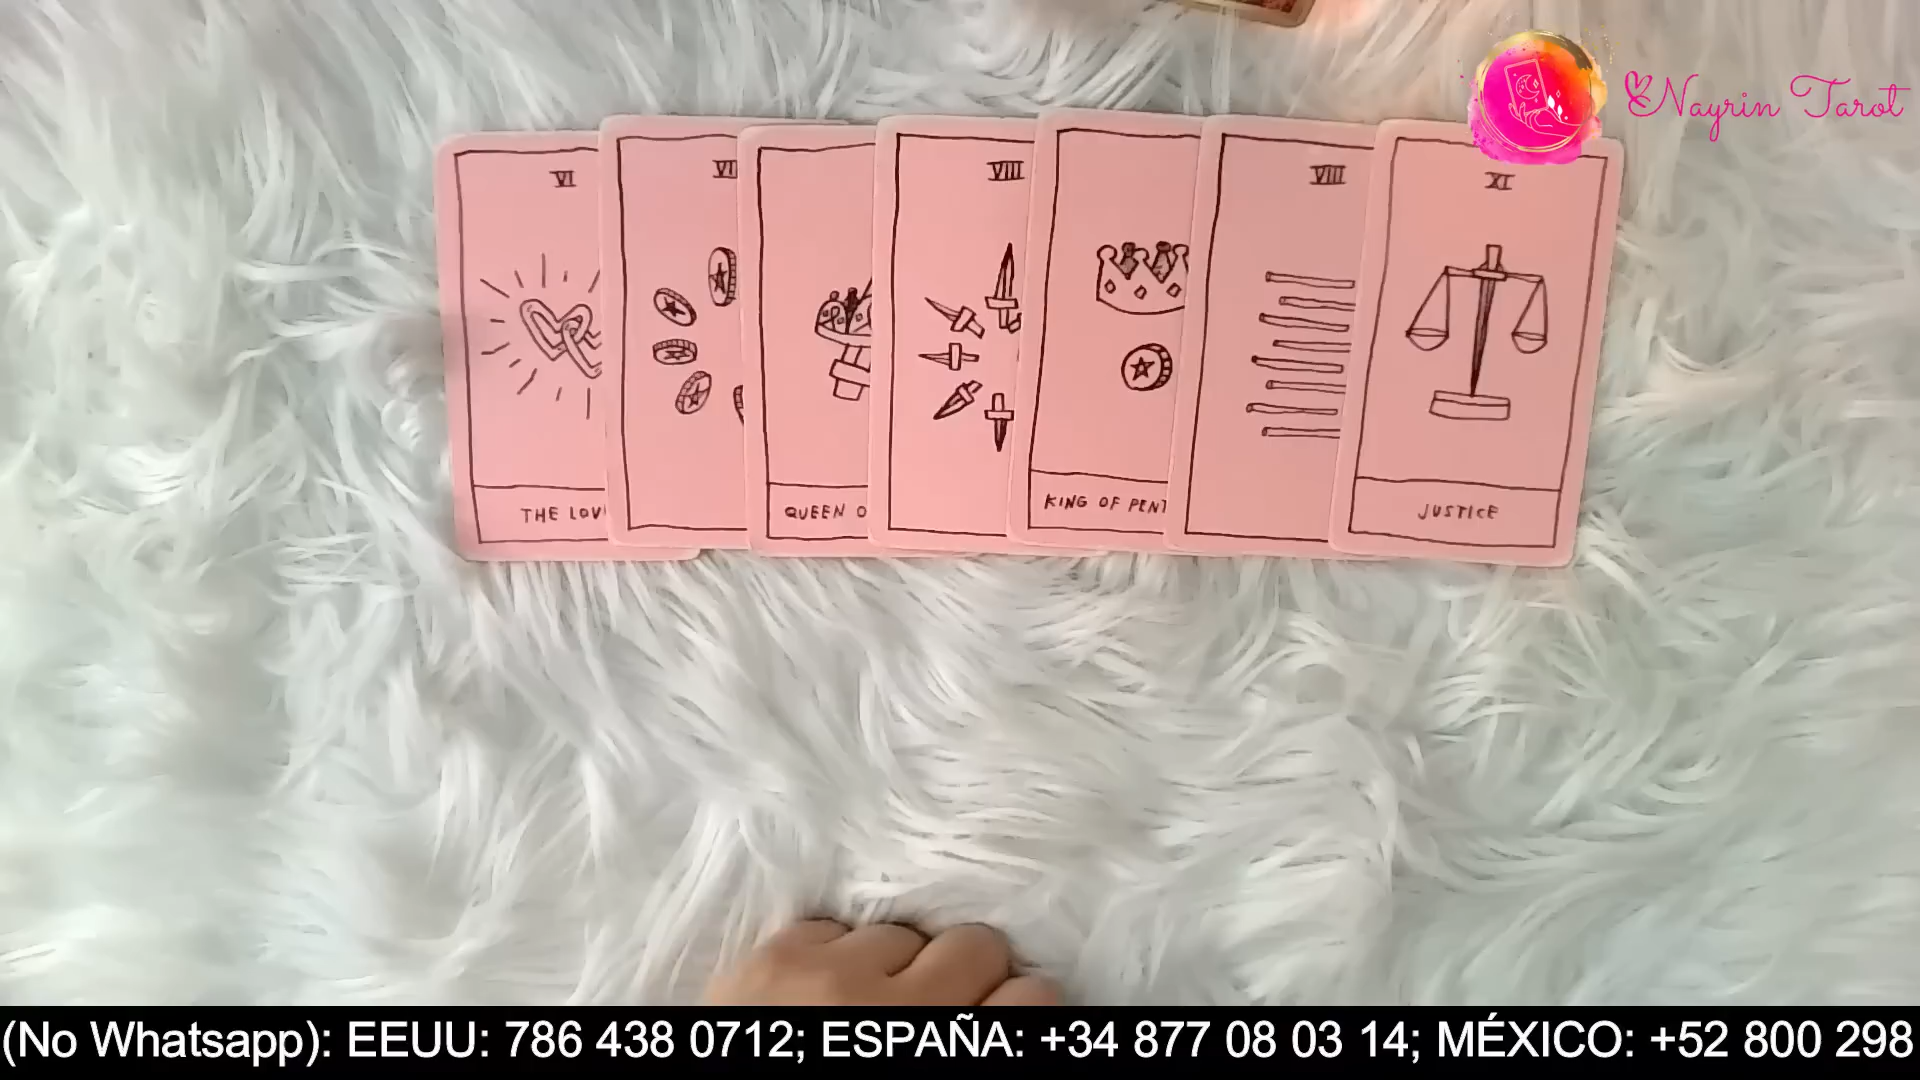 Nayrin Tarot
VI
VI
VIII
VIII
XI
THE LOV
QUEEN O
KING OF PENT
JUSTICE
(No Whatsapp): EEUU: 786 438 0712; ESPAÑA: +34 877 08 03 14; MÉXICO: +52 800 298